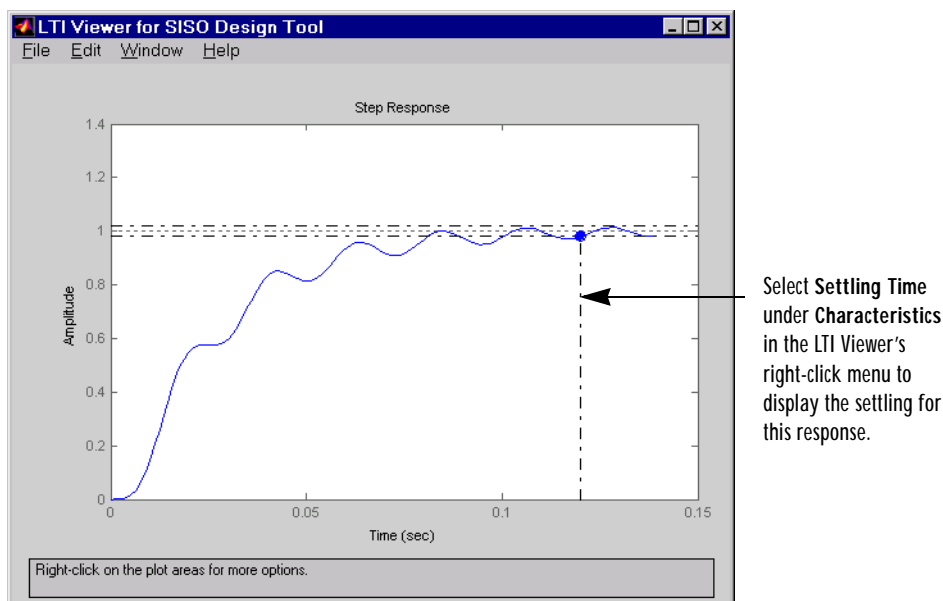 LTI Viewer for SISO Design Tool
File Edit Window Help
Step Response
1.4
1.2
1
0.8
0.6
0.4
0.2
0
Amplitude
0 0.05 0.1 0.15
Time (sec)
Right-click on the plot areas for more options.
Select Settling Time
under Characteristics
in the LTI Viewer's
right-click menu to
display the settling for
this response.